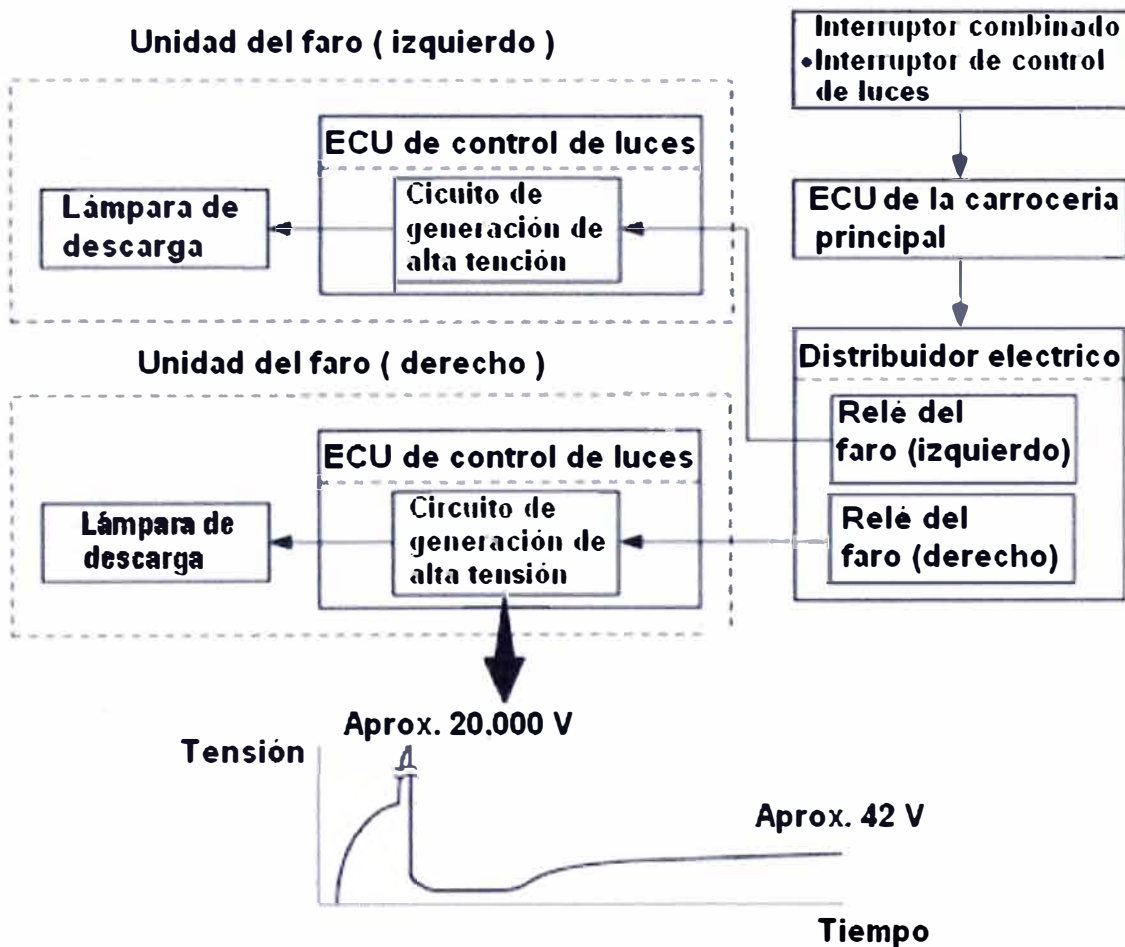 Unidad del faro ( izquierdo )
ECU de control de luces
Cicuito de
generación de
alta tención
Lámpara de
descarga
Interruptor combinado
•Interruptor de control
de luces
ECU de la carroceria
principal
Distribuidor electrico
Relé del
faro (izquierdo)
Relé del
faro (derecho)
Unidad del faro ( derecho )
ECU de control de luces
Circuito de
generación de
alta tensión
Lámpara de
descarga
Aprox. 20.000 V
Tensión
Aprox. 42 V
Tiempo